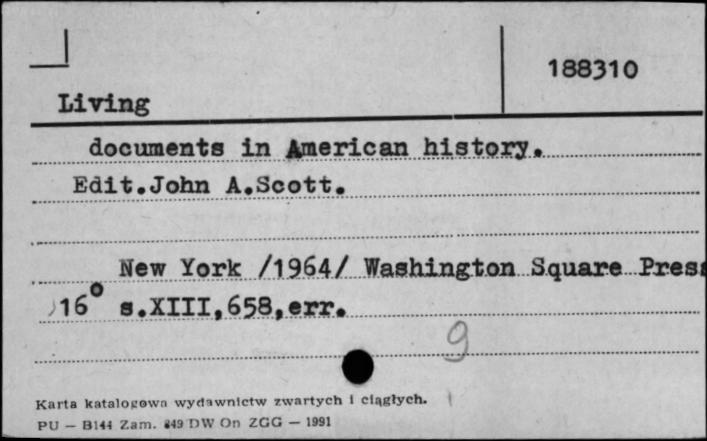 188310
Living
documents in American history.
Edit.John A.Scott.
New York /1964/ Washington Square Press
16° s.XIII,658,err.
9
Karta katalogowa wydawnictw zwartych i ciągłych.
PU — B144 Zam. 849 DW On ZGG — 1991